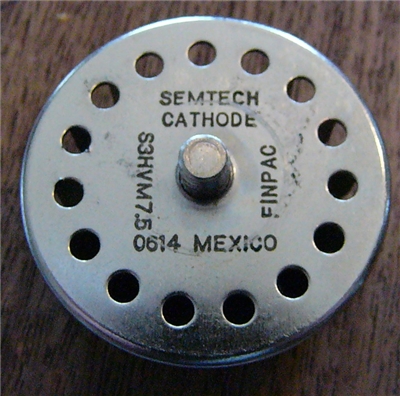 SEMTECH
CATHODE
S3HVM7.5
FINPAC
0614 MEXICO